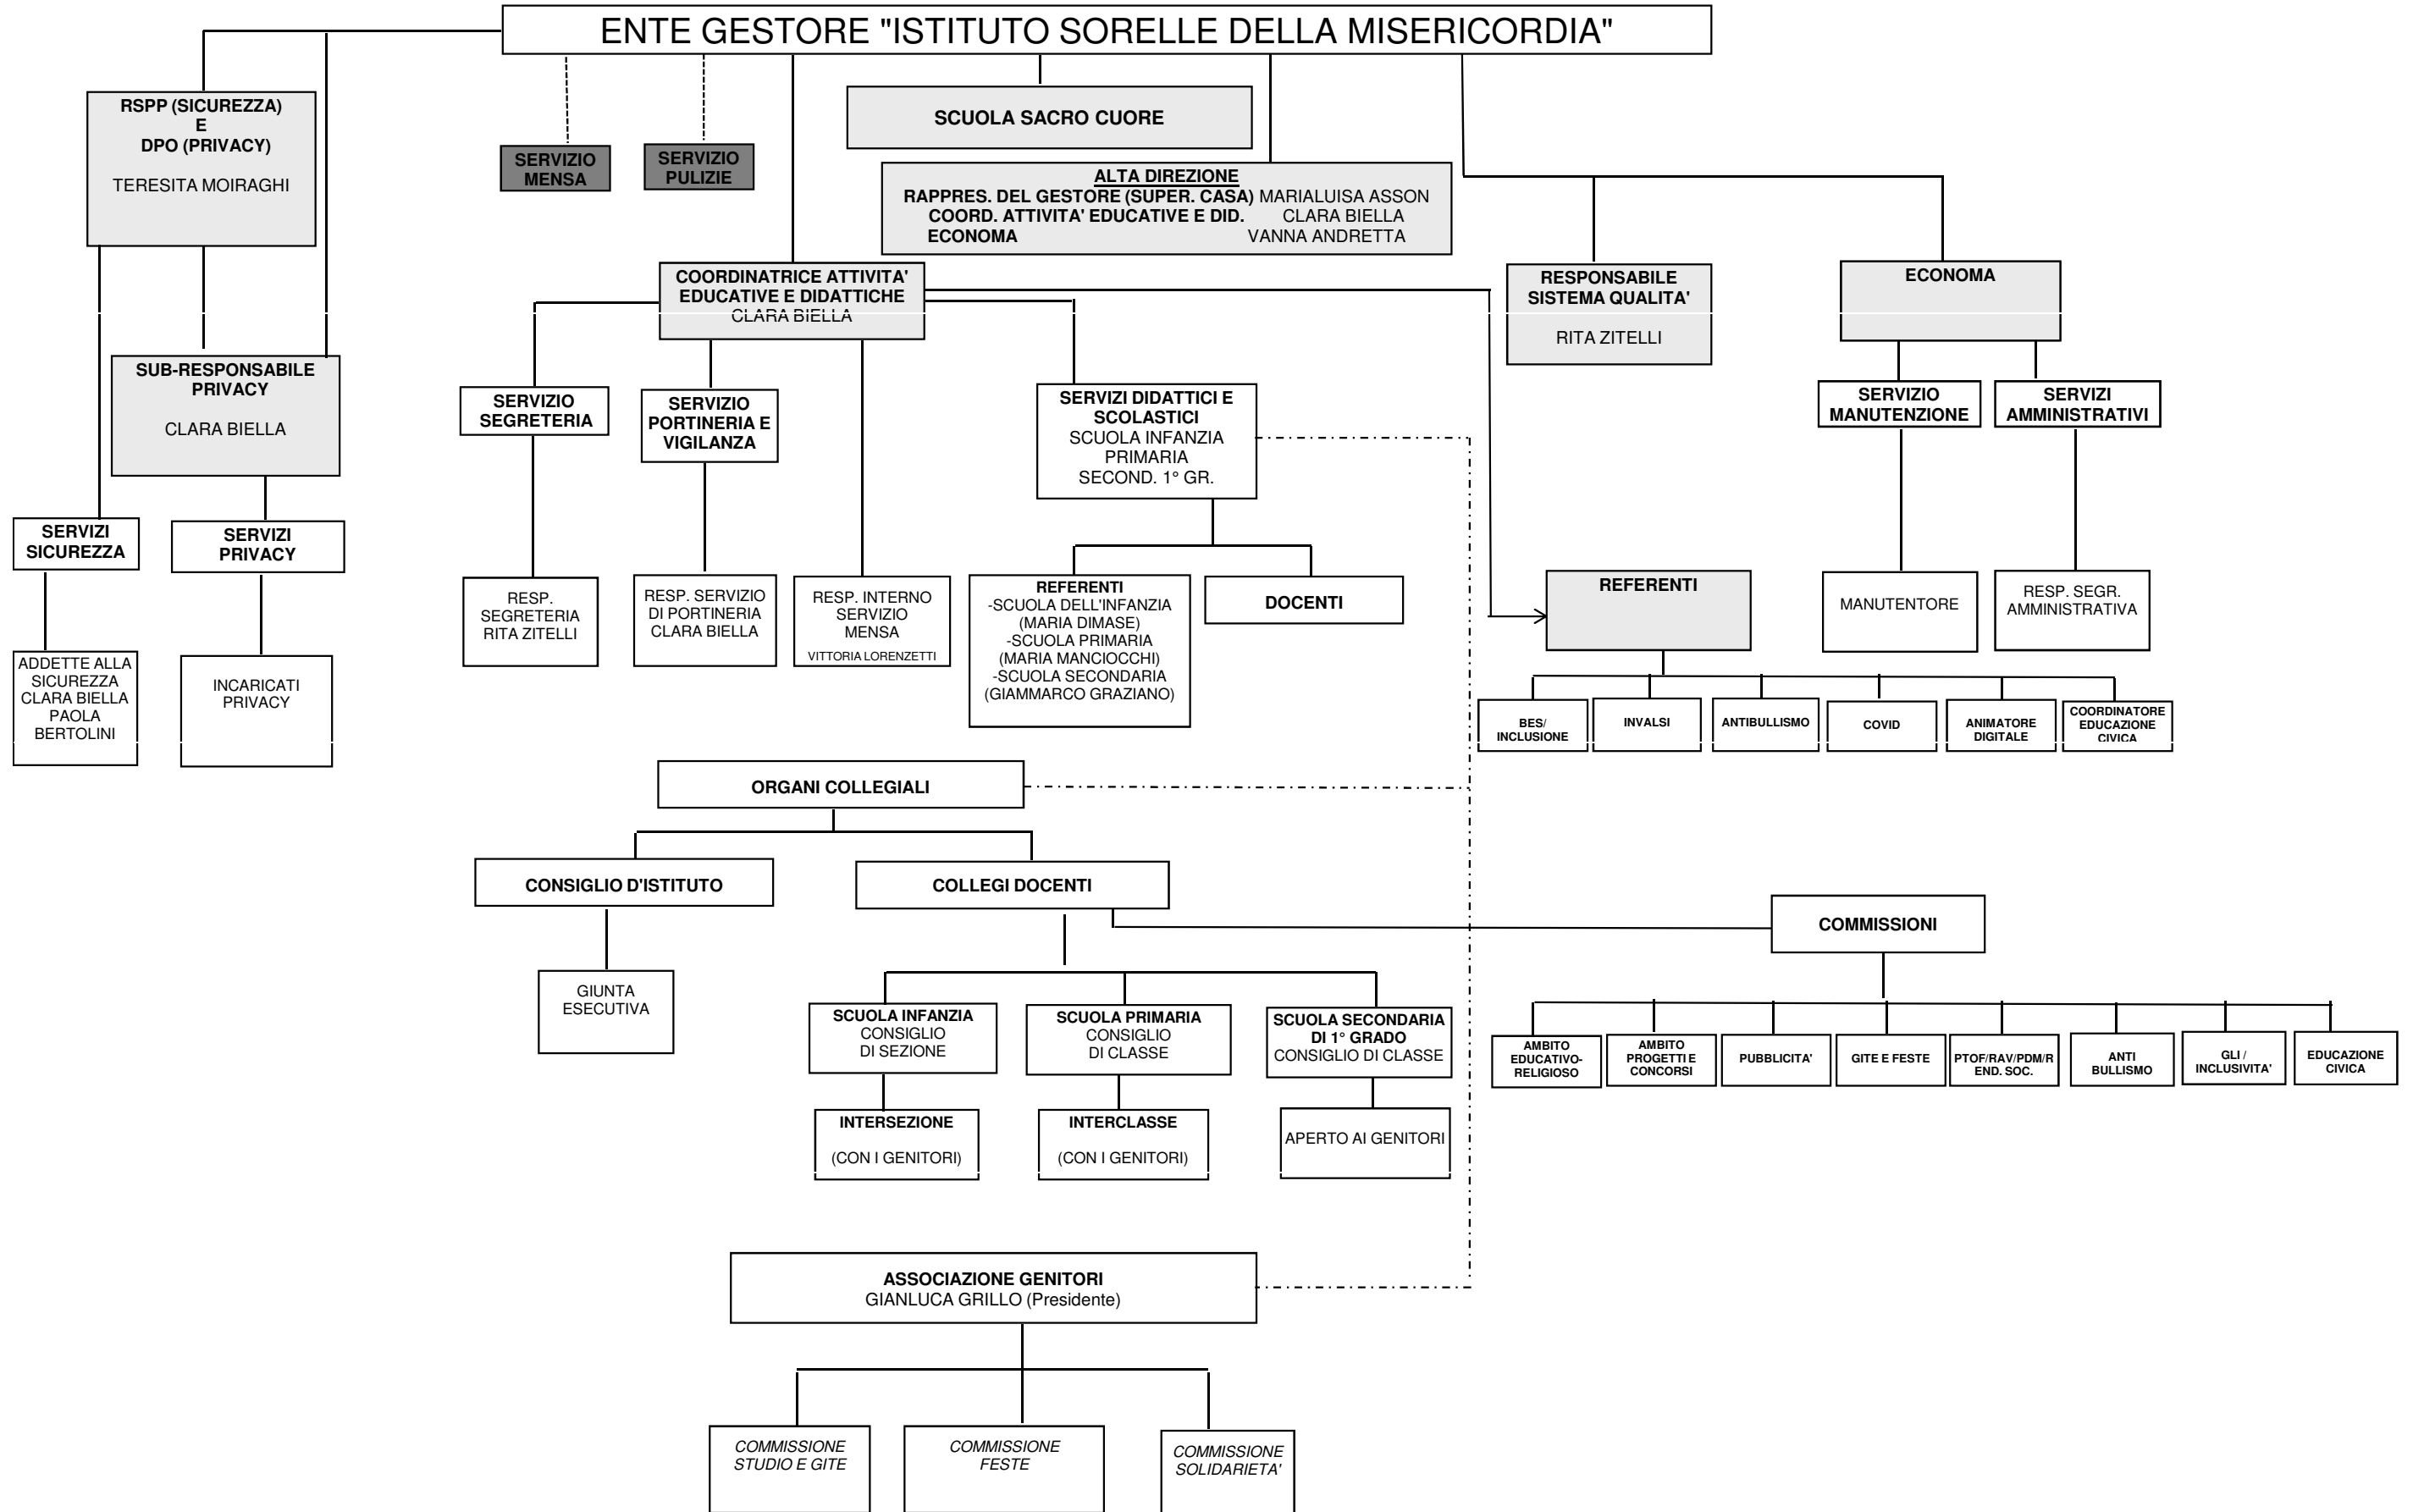 ENTE GESTORE "ISTITUTO SORELLE DELLA MISERICORDIA"
RSPP (SICUREZZA)
E
DPO (PRIVACY)
TERESITA MOIRAGHI
SERVIZIO
MENSA
SERVIZIO
PULIZIE
SCUOLA SACRO CUORE
ALTA DIREZIONE
RAPPRES. DEL GESTORE (SUPER. CASA) MARIALUISA ASSON
COORD. ATTIVITA' EDUCATIVE E DID. CLARA BIELLA
ECONOMA VANNA ANDRETTA
COORDINATRICE ATTIVITA'
EDUCATIVE E DIDATTICHE
CLARA BIELLA
RESPONSABILE
SISTEMA QUALITA'
RITA ZITELLI
ECONOMA
SUB-RESPONSABILE
PRIVACY
CLARA BIELLA
SERVIZIO
SEGRETERIA
SERVIZIO
PORTINERIA E
VIGILANZA
SERVIZI DIDATTICI E
SCOLASTICI
SCUOLA INFANZIA
PRIMARIA
SECOND. 1° GR.
SERVIZIO
MANUTENZIONE
SERVIZI
AMMINISTRATIVI
SERVIZI
SICUREZZA
SERVIZI
PRIVACY
RESP.
SEGRETERIA
RITA ZITELLI
RESP. SERVIZIO
DI PORTINERIA
CLARA BIELLA
RESP. INTERNO
SERVIZIO
MENSA
VITTORIA LORENZETTI
REFERENTI
-SCUOLA DELL'INFANZIA
(MARIA DIMASE)
-SCUOLA PRIMARIA
(MARIA MANCIOCCHI)
-SCUOLA SECONDARIA
(GIAMMARCO GRAZIANO)
DOCENTI
REFERENTI
MANUTENTORE
RESP. SEGR.
AMMINISTRATIVA
ADDETTE ALLA
SICUREZZA
CLARA BIELLA
PAOLA
BERTOLINI
INCARICATI
PRIVACY
BES/
INCLUSIONE
INVALSI
ANTIBULLISMO
COVID
ANIMATORE
DIGITALE
COORDINATORE
EDUCAZIONE
CIVICA
ORGANI COLLEGIALI
CONSIGLIO D'ISTITUTO
COLLEGI DOCENTI
COMMISSIONI
GIUNTA
ESECUTIVA
SCUOLA INFANZIA
CONSIGLIO
DI SEZIONE
SCUOLA PRIMARIA
CONSIGLIO
DI CLASSE
SCUOLA SECONDARIA
DI 1° GRADO
CONSIGLIO DI CLASSE
AMBITO
EDUCATIVO-
RELIGIOSO
AMBITO
PROGETTI E
CONCORSI
PUBBLICITA'
GITE E FESTE
PTOF/RAV/PDM/R
END. SOC.
ANTI
BULLISMO
GLI /
INCLUSIVITA'
EDUCAZIONE
CIVICA
INTERSEZIONE
(CON I GENITORI)
INTERCLASSE
(CON I GENITORI)
APERTO AI GENITORI
ASSOCIAZIONE GENITORI
GIANLUCA GRILLO (Presidente)
COMMISSIONE
STUDIO E GITE
COMMISSIONE
FESTE
COMMISSIONE
SOLIDARIETA'